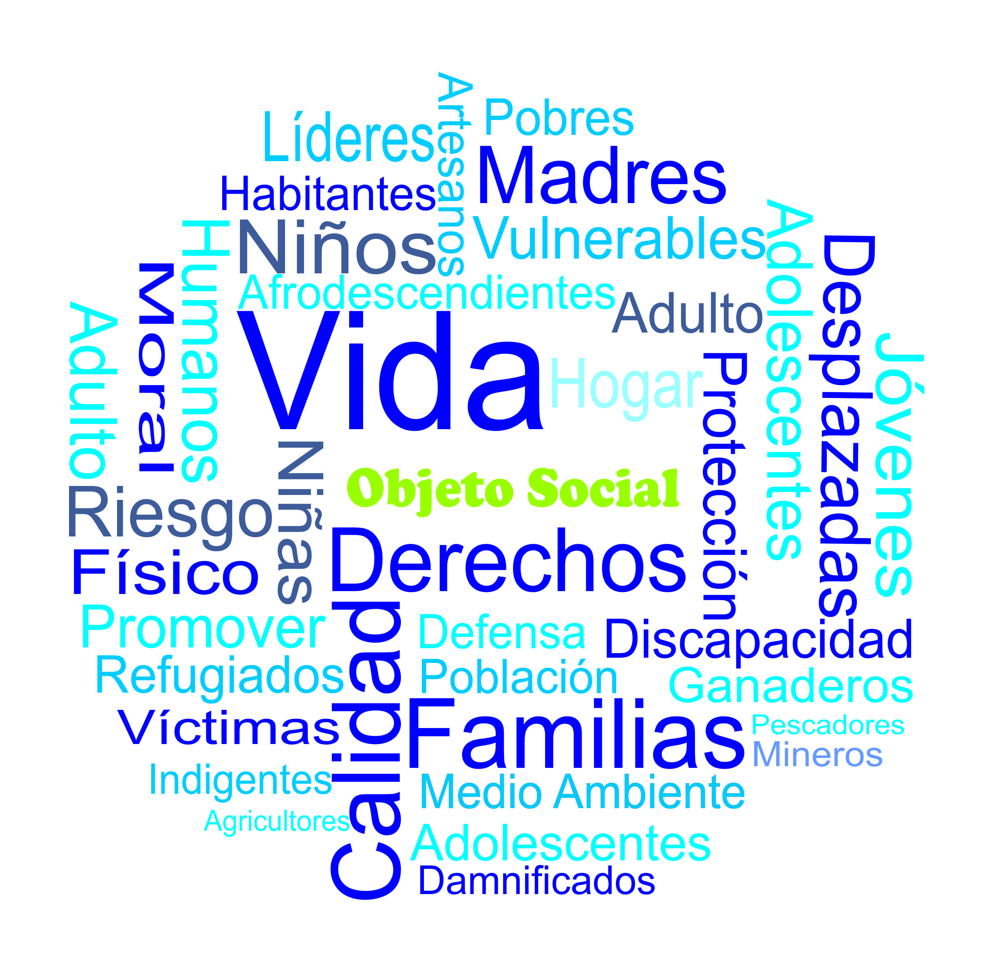 Artesanos
Pobres
Líderes
Madres
Habitantes
Niños
Vulnerables
Adolescentes
Humanos
Desplazadas
Moral
Afrodescendientes
Adulto
Adulto
Vida
Jóvenes
Hogar
Protección
Niñas
Objeto Social
Riesgo
Derechos
Físico
Calidad
Promover
Defensa
Discapacidad
Refugiados
Población
Ganaderos
Familias
Víctimas
Pescadores
Mineros
Indigentes
Medio Ambiente
Agricultores
Adolescentes
Damnificados